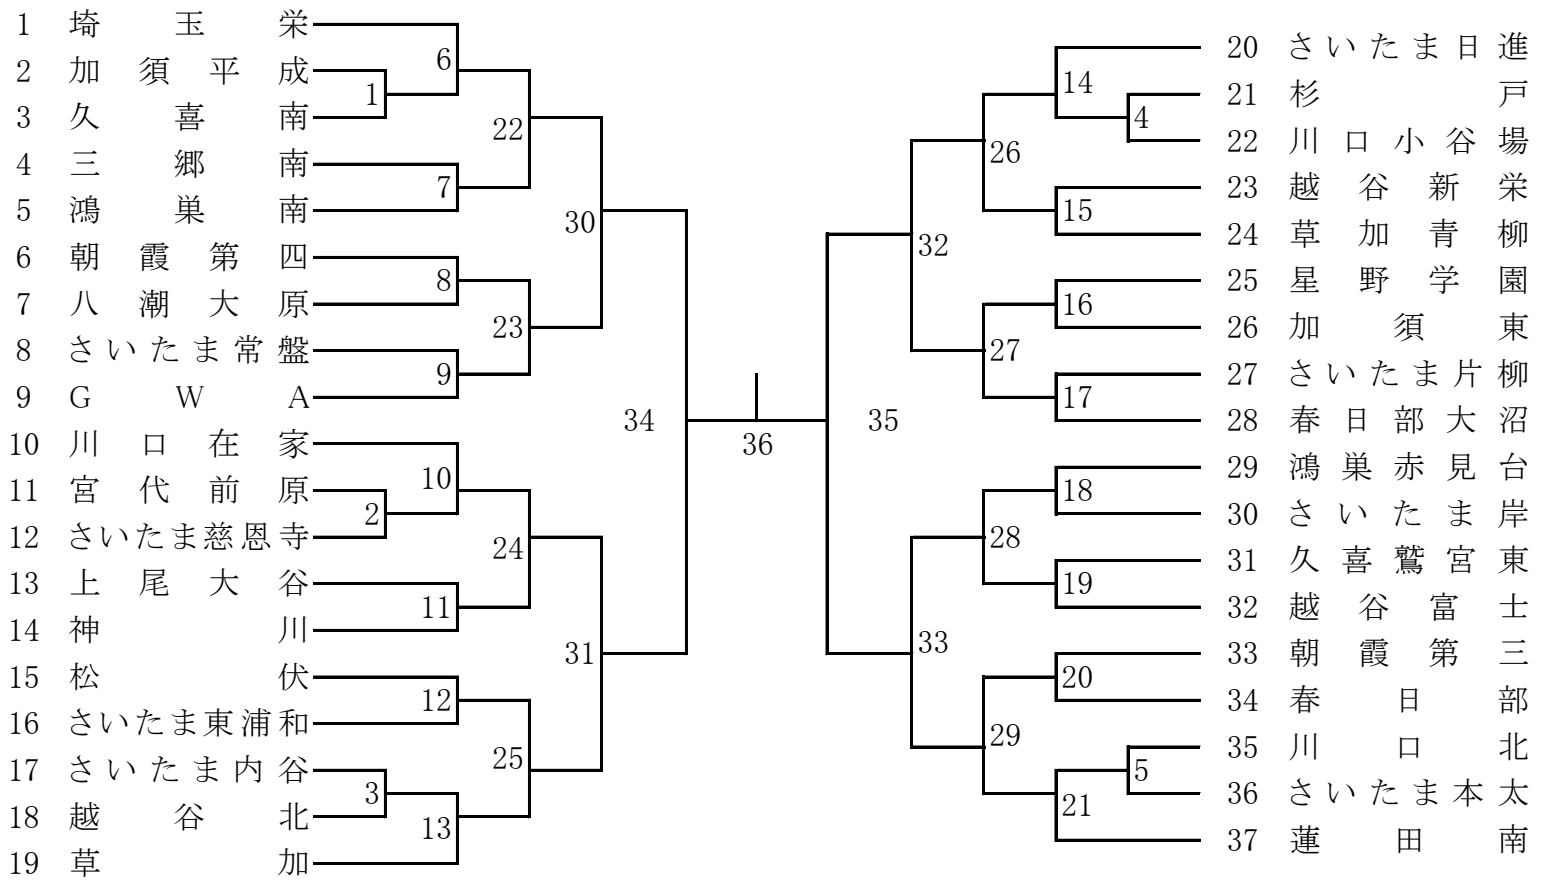 1 埼玉栄
2 加須平成
3 久喜南
4 三郷南
5 鴻巣南
6 朝霞第四
7 八潮大原
8 さいたま常盤
9 GWA
10 川口在家
11 宮代前原
12 さいたま慈恩寺
13 上尾大谷
14 神川
15 松伏
16 さいたま東浦和
17 さいたま内谷
18 越谷北
19 草加
1
2
3
6
7
8
9
10
11
12
13
22
23
24
25
30
31
34
36
35
32
33
26
27
28
29
14
15
16
17
18
19
20
21
4
5
20 さいたま日進
21 杉戸
22 川口小谷場
23 越谷新栄
24 草加青柳
25 星野学園
26 加須東
27 さいたま片柳
28 春日部大沼
29 鴻巣赤見台
30 さいたま岸
31 久喜鷲宮東
32 越谷富士
33 朝霞第三
34 春日部
35 川口北
36 さいたま本太
37 蓮田南